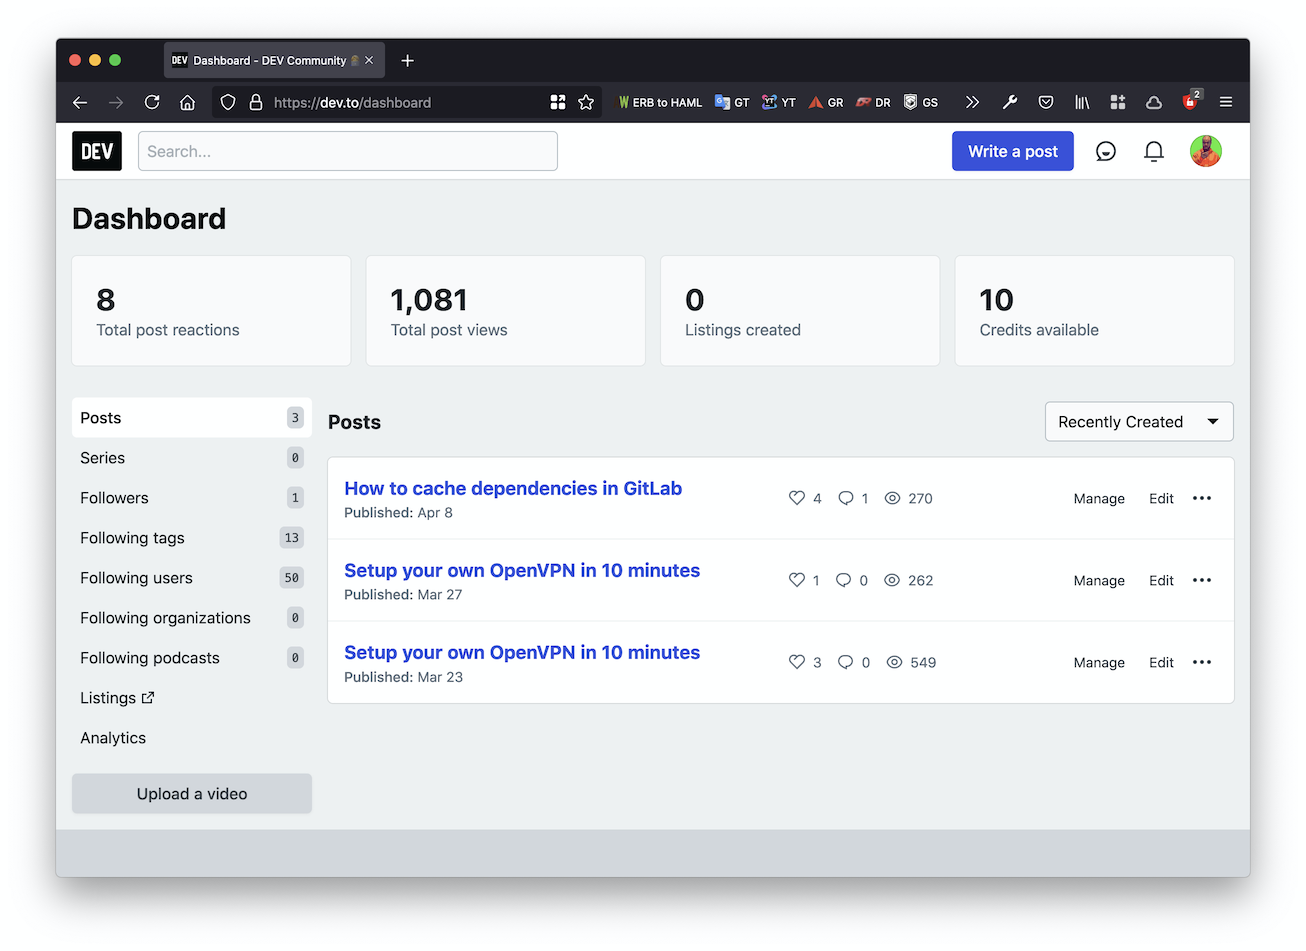 DEV Dashboard - DEV Community
https://dev.to/dashboard
W ERB to HAML GT YT GR DR GS 2
DEV Search... Write a post
Dashboard
8
Total post reactions
1,081
Total post views
0
Listings created
10
Credits available
Posts 3
Series 0
Followers 1
Following tags 13
Following users 50
Following organizations 0
Following podcasts 0
Listings
Analytics
Upload a video
Posts
Recently Created
How to cache dependencies in GitLab
Published: Apr 8
4 1 270 Manage Edit
Setup your own OpenVPN in 10 minutes
Published: Mar 27
1 0 262 Manage Edit
Setup your own OpenVPN in 10 minutes
Published: Mar 23
3 0 549 Manage Edit